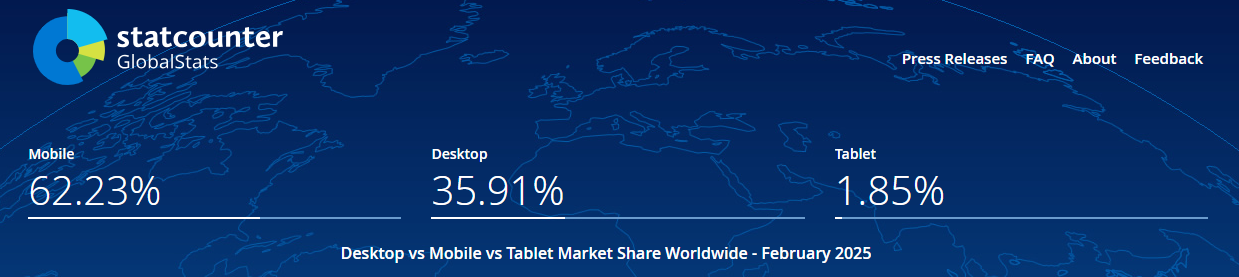 statcounter
GlobalStats
Press Releases FAQ About Feedback
Mobile
62.23%
Desktop
35.91%
Tablet
1.85%
Desktop vs Mobile vs Tablet Market Share Worldwide - February 2025